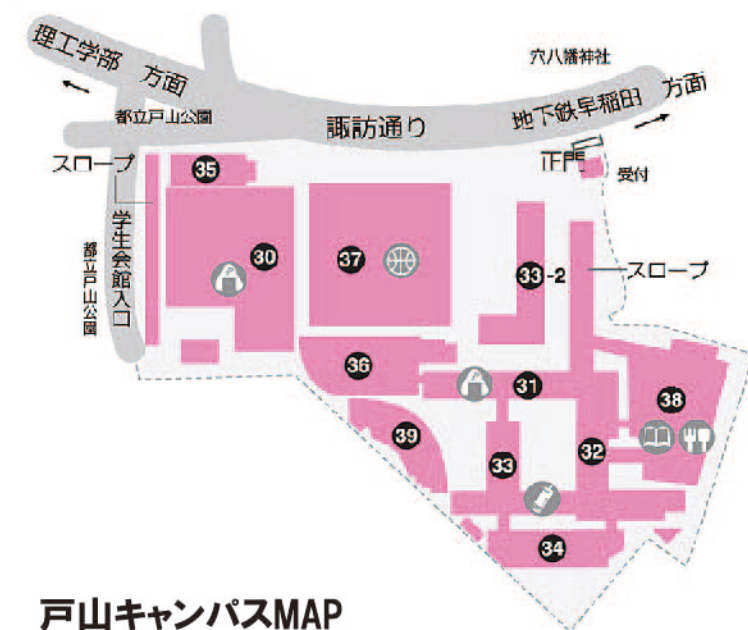 理工学部 方面
穴八幡神社
都立戸山公園
諏訪通り
地下鉄早稲田 方面
スロープ
35
正門
受付
学生会館入口
都立戸山公園
30
37
33-2
スロープ
36
31
38
39
33
32
34
戸山キャンパスMAP